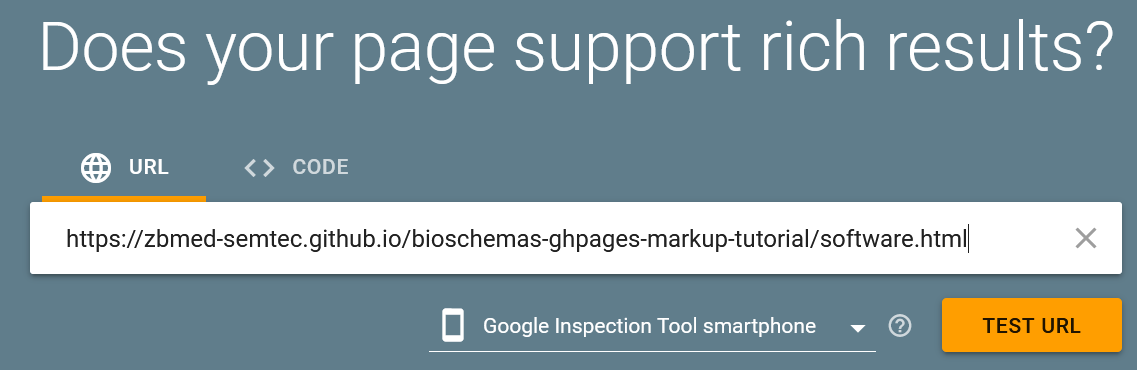 Does your page support rich results?
URL
CODE
https://zbmed-semtec.github.io/bioschemas-ghpages-markup-tutorial/software.html
Google Inspection Tool smartphone
TEST URL